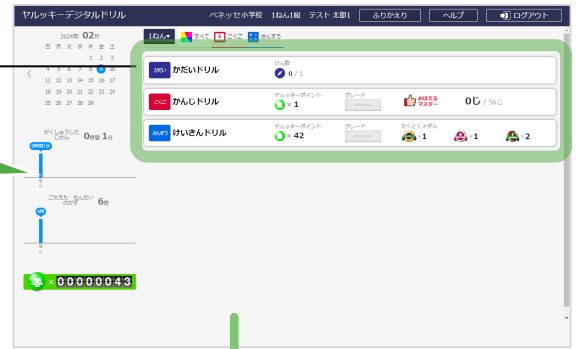 ヤルッキーデジタルドリル ベネッセ小学校 1ねん1組 テスト 太郎1 ふりかえり ヘルプ ログアウト
2024年 02月
日 月 火 水 木 金 土
1 2 3
4 5 6 7 8 9 10
11 12 13 14 15 16 17
18 19 20 21 22 23 24
25 26 27 28 29
がくしゅうした じかん 0時間 1分
0時間1分
9
こたえた もんだい のかず 6問
6問
9
× 00000043
1ねん▾ すべて こくご さんすう
かだい かだいドリル けん数 0 / 1
こくご かんじドリル ヤルッキーポイント × 1 グレード おぼえる マスター 0じ / 56じ
さんすう けいさんドリル ヤルッキーポイント × 42 グレード かくとくメダル ×1 ×1 ×2